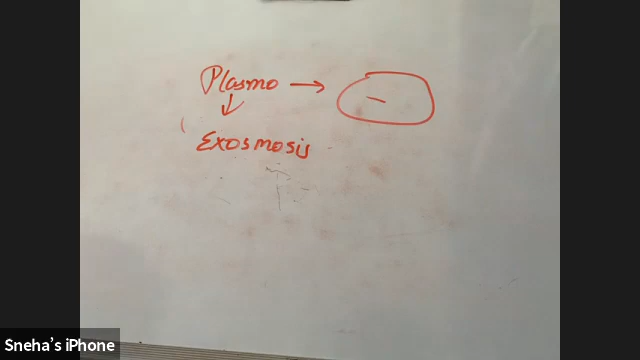 Plasmo →
↓
Exosmosis
Sneha's iPhone